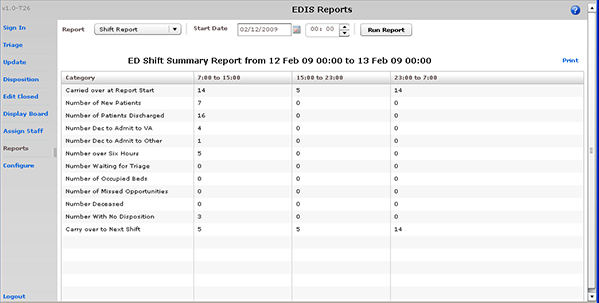 v1.0-T26
EDIS Reports
?
Sign In
Triage
Update
Disposition
Edit Closed
Display Board
Assign Staff
Reports
Configure
Logout
Report Shift Report Start Date 02/12/2009 00: 00 Run Report
ED Shift Summary Report from 12 Feb 09 00:00 to 13 Feb 09 00:00 Print
Category 7:00 to 15:00 15:00 to 23:00 23:00 to 7:00
Carried over at Report Start 14 5 14
Number of New Patients 7 0 0
Number of Patients Discharged 16 0 0
Number Dec to Admit to VA 4 0 0
Number Dec to Admit to Other 1 0 0
Number over Six Hours 5 0 0
Number Waiting for Triage 0 0 0
Number of Occupied Beds 0 0 0
Number of Missed Opportunities 0 0 0
Number Deceased 0 0 0
Number With No Disposition 3 0 0
Carry over to Next Shift 5 5 14